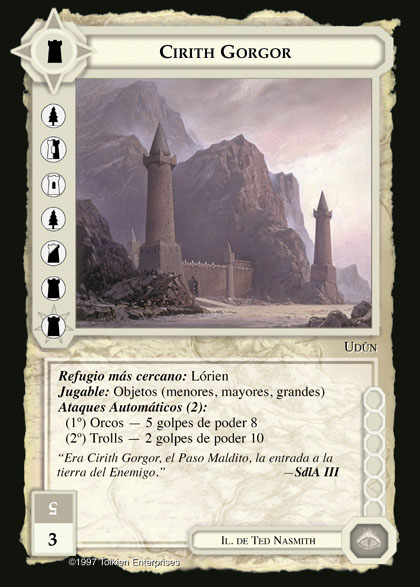 CIRITH GORGOR
UDÛN
Refugio más cercano: Lórien
Jugable: Objetos (menores, mayores, grandes)
Ataques Automáticos (2):
(1º) Orcos — 5 golpes de poder 8
(2º) Trolls — 2 golpes de poder 10
“Era Cirith Gorgor, el Paso Maldito, la entrada a la
tierra del Enemigo.” —SdlA III
5
3
IL. DE TED NASMITH
©1997 Tolkien Enterprises